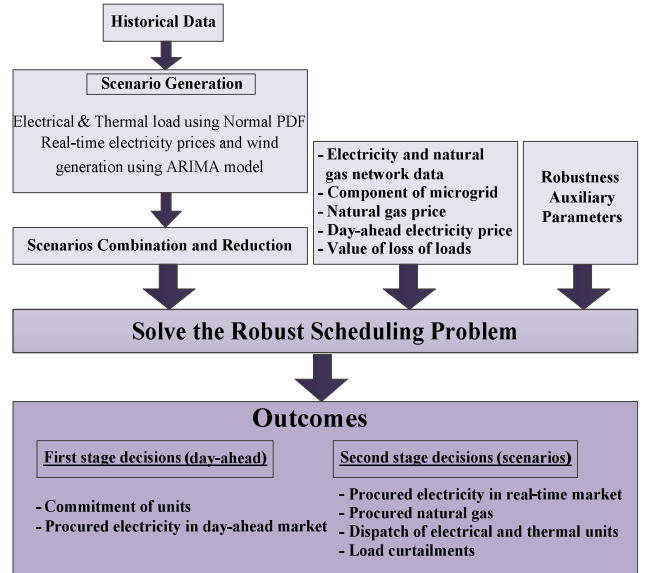 Historical Data
Scenario Generation
Electrical & Thermal load using Normal PDF
Real-time electricity prices and wind
generation using ARIMA model
Scenarios Combination and Reduction
- Electricity and natural
gas network data
- Component of microgrid
- Natural gas price
- Day-ahead electricity price
- Value of loss of loads
Robustness
Auxiliary
Parameters
Solve the Robust Scheduling Problem
Outcomes
First stage decisions (day-ahead)
- Commitment of units
- Procured electricity in day-ahead market
Second stage decisions (scenarios)
- Procured electricity in real-time market
- Procured natural gas
- Dispatch of electrical and thermal units
- Load curtailments